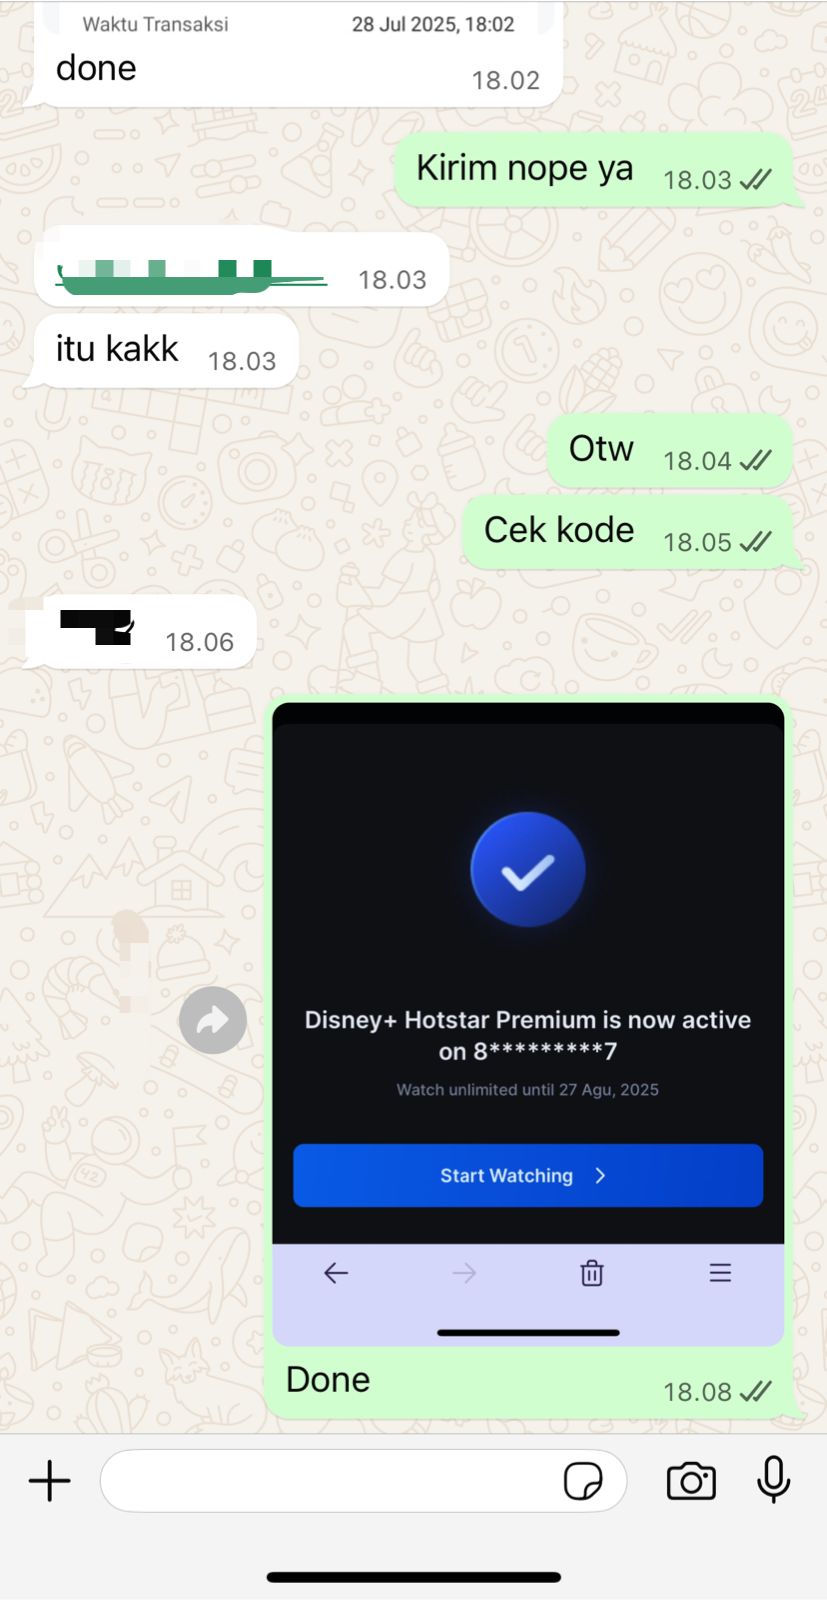 Waktu Transaksi 28 Jul 2025, 18:02
done 18.02
Kirim nope ya 18.03
18.03
itu kakk 18.03
Otw 18.04
Cek kode 18.05
18.06
Disney+ Hotstar Premium is now active
on 8*********7
Watch unlimited until 27 Agu, 2025
Start Watching
Done 18.08